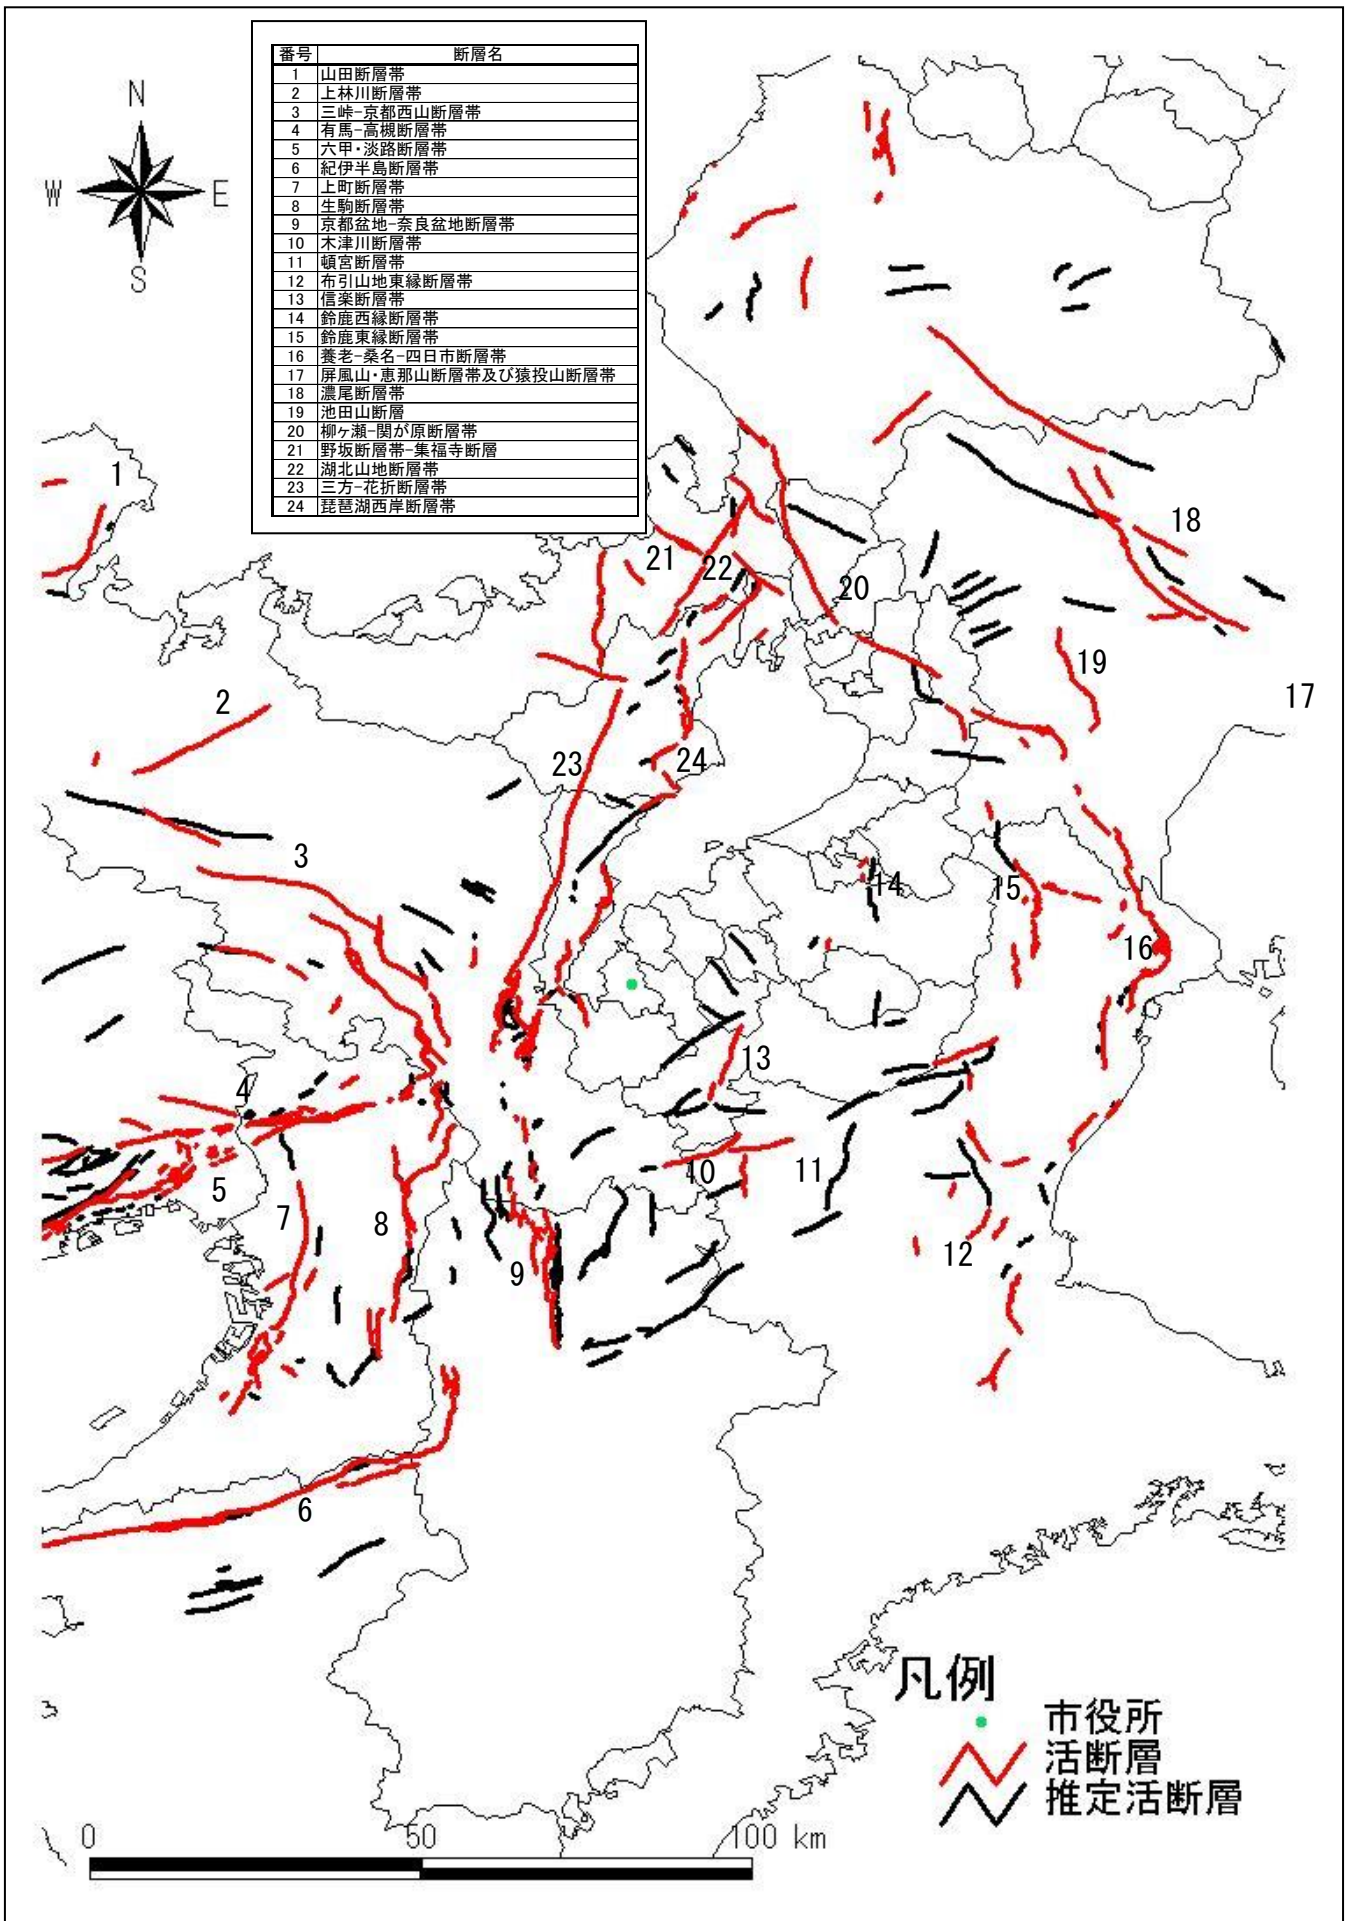 番号 断層名
1 山田断層帯
2 上林川断層帯
3 三峠-京都西山断層帯
4 有馬-高槻断層帯
5 六甲・淡路断層帯
6 紀伊半島断層帯
7 上町断層帯
8 生駒断層帯
9 京都盆地-奈良盆地断層帯
10 木津川断層帯
11 頓宮断層帯
12 布引山地東縁断層帯
13 信楽断層帯
14 鈴鹿西縁断層帯
15 鈴鹿東縁断層帯
16 養老-桑名-四日市断層帯
17 屏風山・恵那山断層帯及び猿投山断層帯
18 濃尾断層帯
19 池田山断層
20 柳ヶ瀬-関が原断層帯
21 野坂断層帯-集福寺断層
22 湖北山地断層帯
23 三方-花折断層帯
24 琵琶湖西岸断層帯
N
W E
S
1
18
21
22
20
19
17
2
23
24
3
14
15
16
13
4
10
11
5
7
8
12
9
6
凡例
市役所
活断層
推定活断層
0 50 100 km